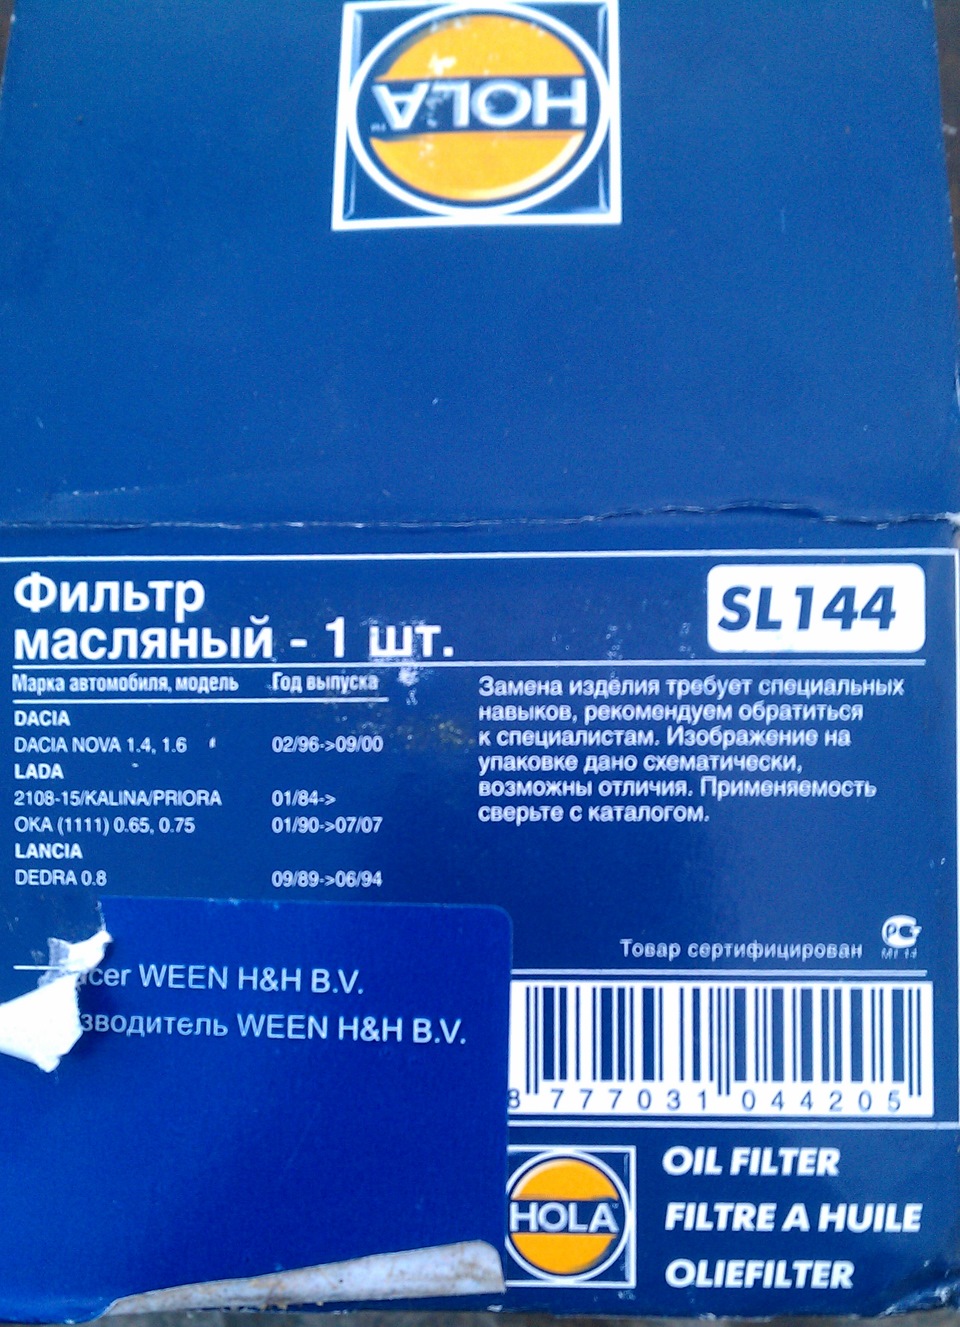 HOLA
Фильтр
масляный - 1 шт.
SL144
Марка автомобиля, модель Год выпуска
DACIA
DACIA NOVA 1.4, 1.6 02/96->09/00
LADA
2108-15/KALINA/PRIORA 01/84->
OKA (1111) 0.65, 0.75 01/90->07/07
LANCIA
DEDRA 0.8 09/89->06/94
Замена изделия требует специальных
навыков, рекомендуем обратиться
к специалистам. Изображение на
упаковке дано схематически,
возможны отличия. Применяемость
сверьте с каталогом.
Товар сертифицирован
cer WEEN H&H B.V.
зводитель WEEN H&H B.V.
8 777031 044205
HOLA
OIL FILTER
FILTRE A HUILE
OLIEFILTER